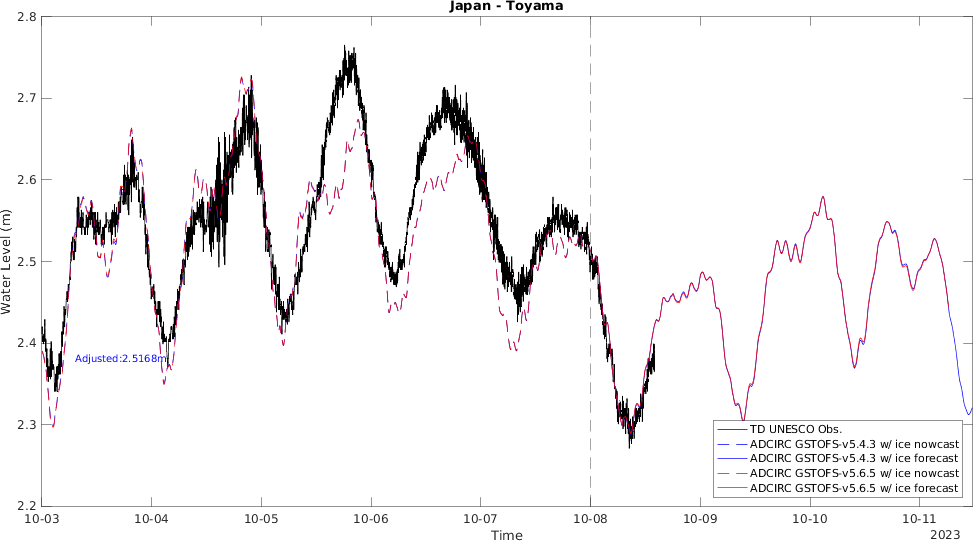 Japan - Toyama
Water Level (m)
2.8
2.7
2.6
2.5
2.4
2.3
2.2
Adjusted:2.5168m
TD UNESCO Obs.
ADCIRC GSTOFS-v5.4.3 w/ ice nowcast
ADCIRC GSTOFS-v5.4.3 w/ ice forecast
ADCIRC GSTOFS-v5.6.5 w/ ice nowcast
ADCIRC GSTOFS-v5.6.5 w/ ice forecast
10-03 10-04 10-05 10-06 10-07 10-08 10-09 10-10 10-11
Time
2023